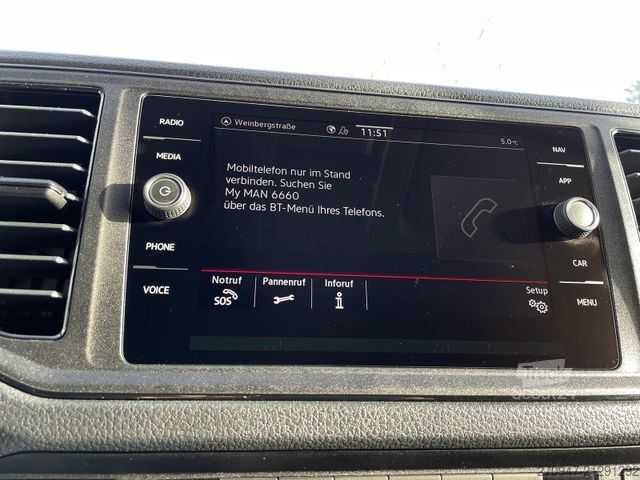 RADIO
MEDIA
PHONE
VOICE
Weinbergstraße
11:51
5.0°C
Mobiltelefon nur im Stand
verbinden. Suchen Sie
My MAN 6660
über das BT-Menü Ihres Telefons.
Notruf
SOS
Pannenruf
Inforuf
Setup
NAV
APP
CAR
MENU